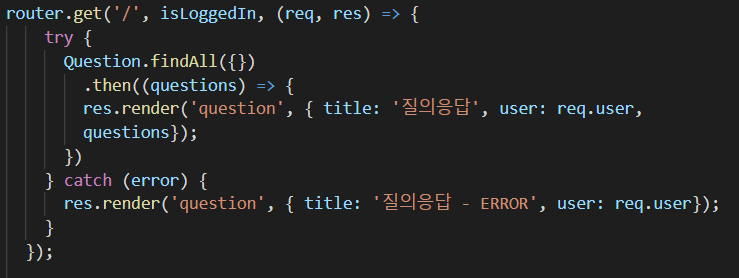 router.get('/', isLoggedIn, (req, res) => {
try {
Question.findAll({})
.then((questions) => {
res.render('question', { title: '질의응답', user: req.user,
questions});
})
} catch (error) {
res.render('question', { title: '질의응답 - ERROR', user: req.user});
}
});